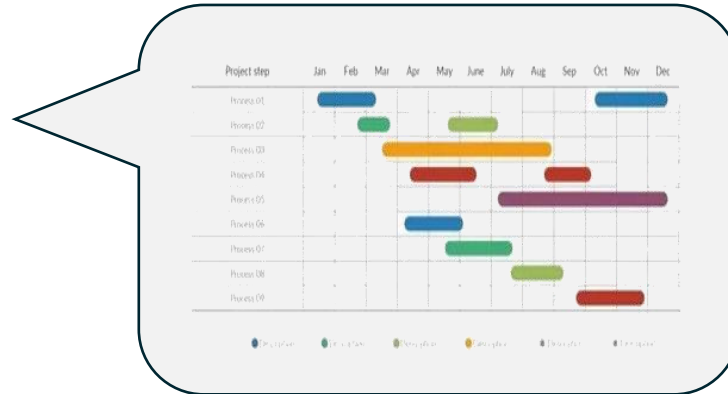 Project step Jan Feb Mar Apr May June July Aug Sep Oct Nov Dec
Process 01
Process 02
Process 03
Process 04
Process 05
Process 06
Process 07
Process 08
Process 09